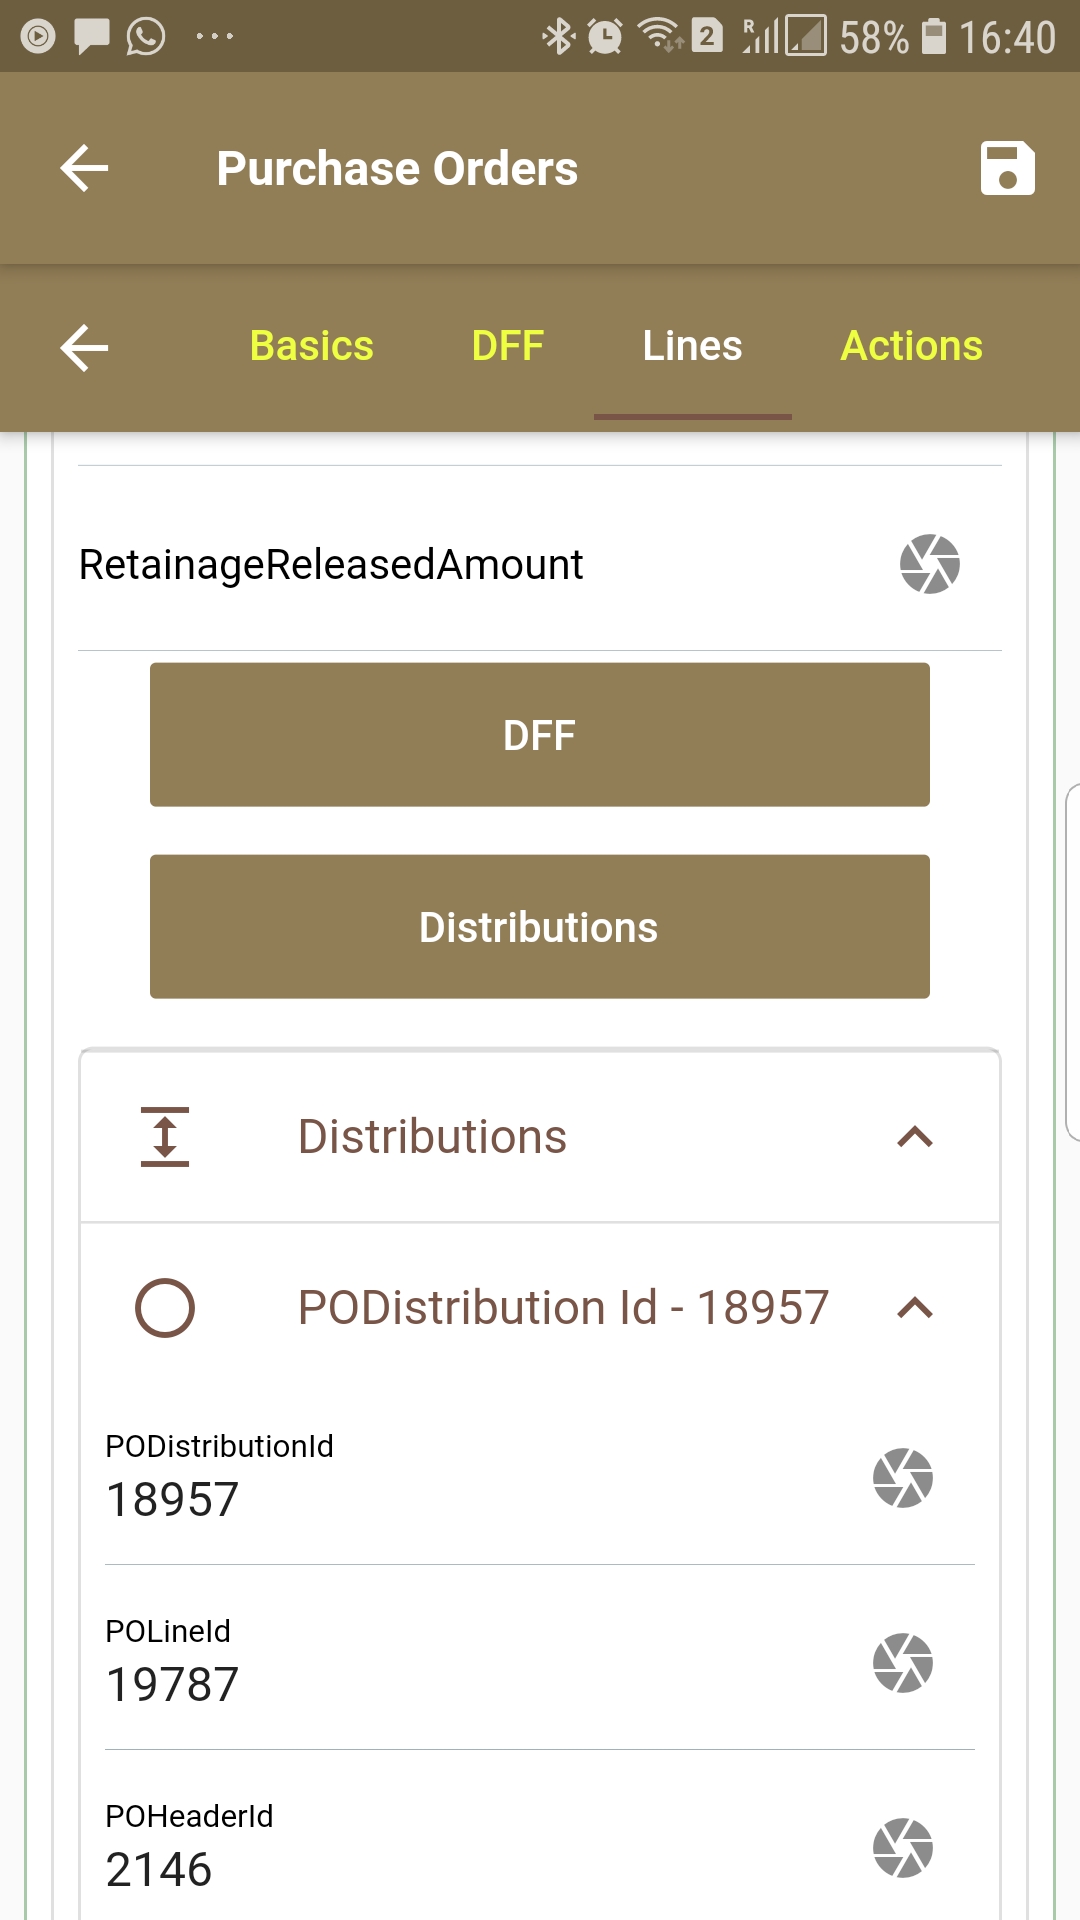 2 R 58% 16:40
Purchase Orders
Basics DFF Lines Actions
RetainageReleasedAmount
DFF
Distributions
Distributions
PODistribution Id - 18957
PODistributionId
18957
POLineId
19787
POHeaderId
2146